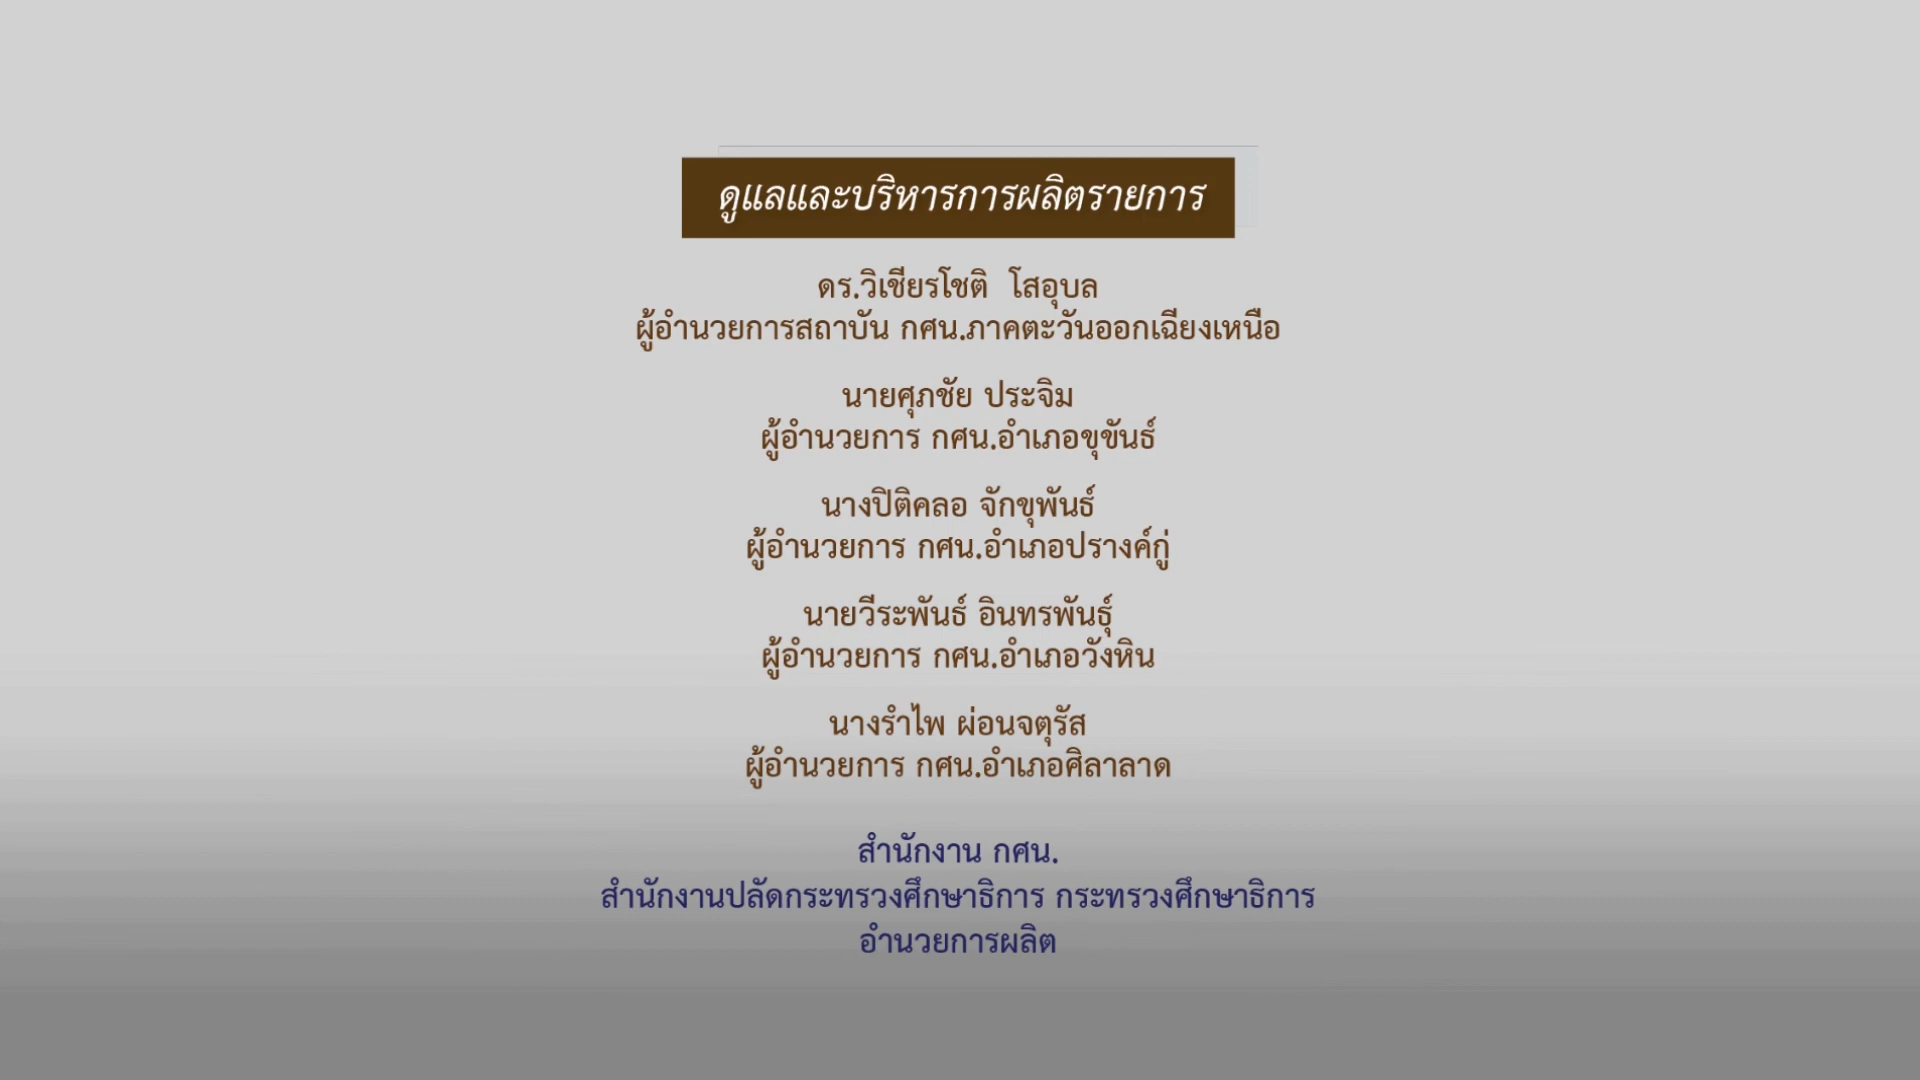 ดูแลและบริหารการผลิตรายการ
ดร.วิเชียรโชติ โสอุบล
ผู้อำนวยการสถาบัน กศน.ภาคตะวันออกเฉียงเหนือ
นายศุภชัย ประจิม
ผู้อำนวยการ กศน.อำเภอขุขันธ์
นางปิติคลอ จักขุพันธ์
ผู้อำนวยการ กศน.อำเภอปรางค์กู่
นายวีระพันธ์ อินทรพันธุ์
ผู้อำนวยการ กศน.อำเภอวังหิน
นางรำไพ ผ่อนจตุรัส
ผู้อำนวยการ กศน.อำเภอศิลาลาด
สำนักงาน กศน.
สำนักงานปลัดกระทรวงศึกษาธิการ กระทรวงศึกษาธิการ
อำนวยการผลิต